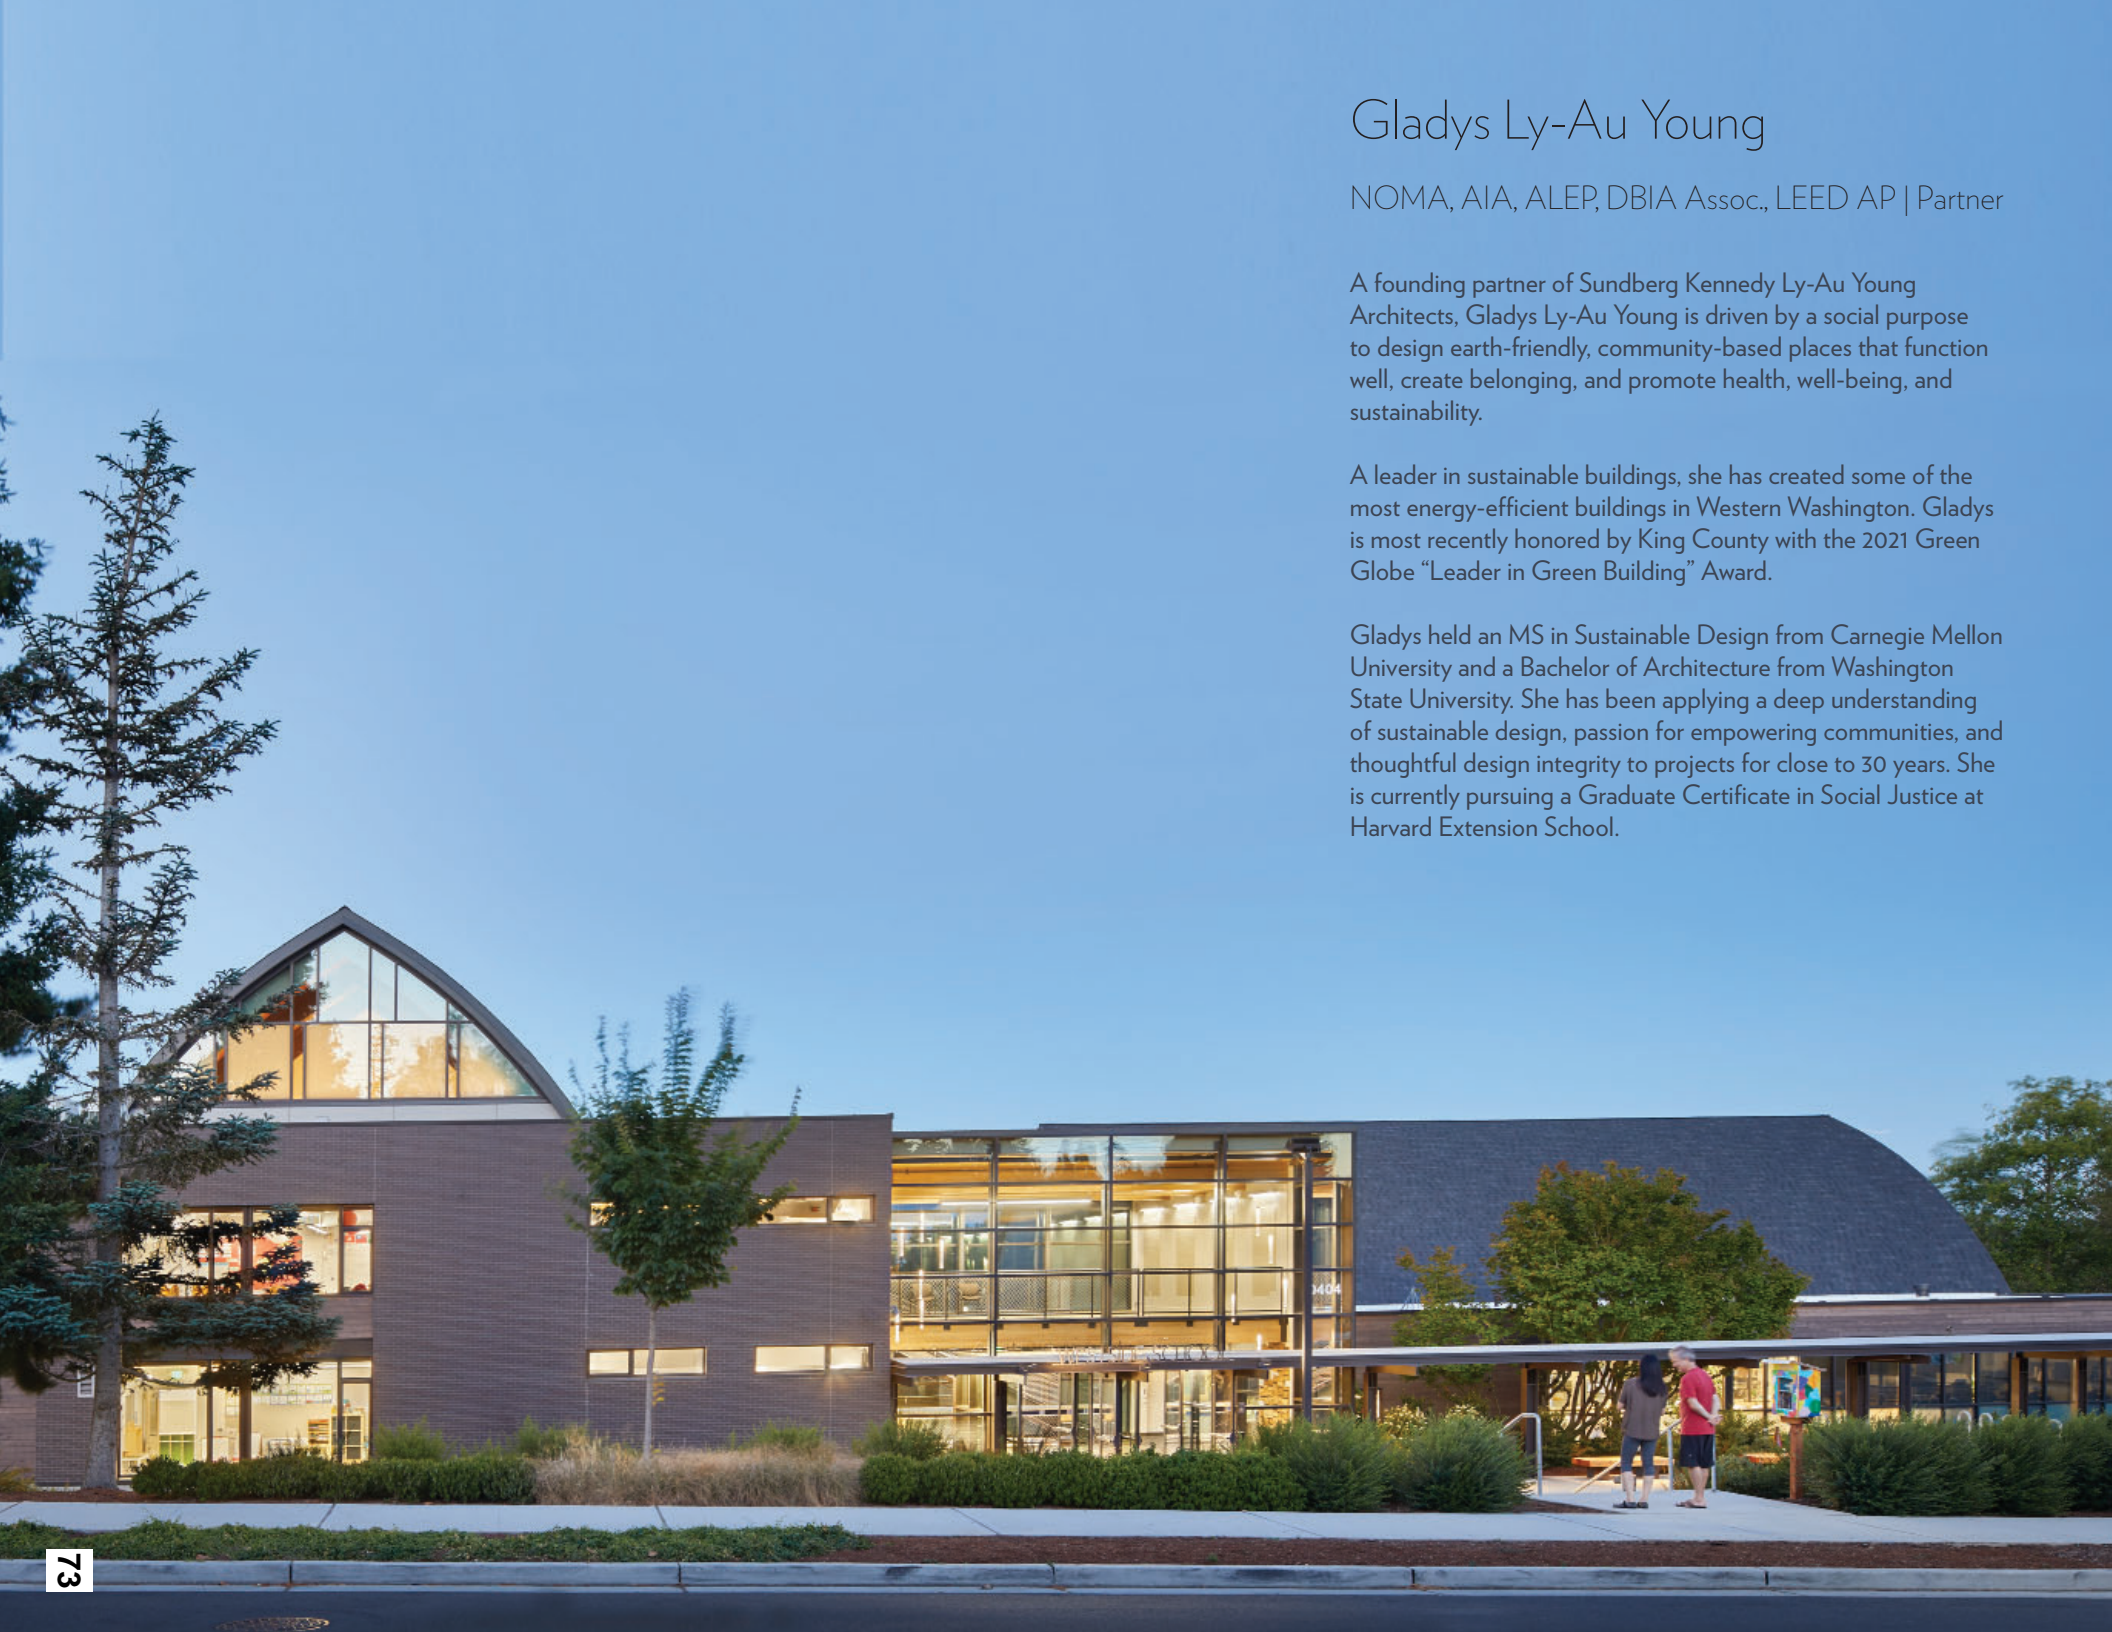 Gladys Ly-Au Young
NOMA, AIA, ALEP, DBIA Assoc., LEED AP | Partner
A founding partner of Sundberg Kennedy Ly-Au Young
Architects, Gladys Ly-Au Young is driven by a social purpose
to design earth-friendly, community-based places that function
well, create belonging, and promote health, well-being, and
sustainability.
A leader in sustainable buildings, she has created some of the
most energy-efficient buildings in Western Washington. Gladys
is most recently honored by King County with the 2021 Green
Globe “Leader in Green Building” Award.
Gladys held an MS in Sustainable Design from Carnegie Mellon
University and a Bachelor of Architecture from Washington
State University. She has been applying a deep understanding
of sustainable design, passion for empowering communities, and
thoughtful design integrity to projects for close to 30 years. She
is currently pursuing a Graduate Certificate in Social Justice at
Harvard Extension School.
SCHOOL
73